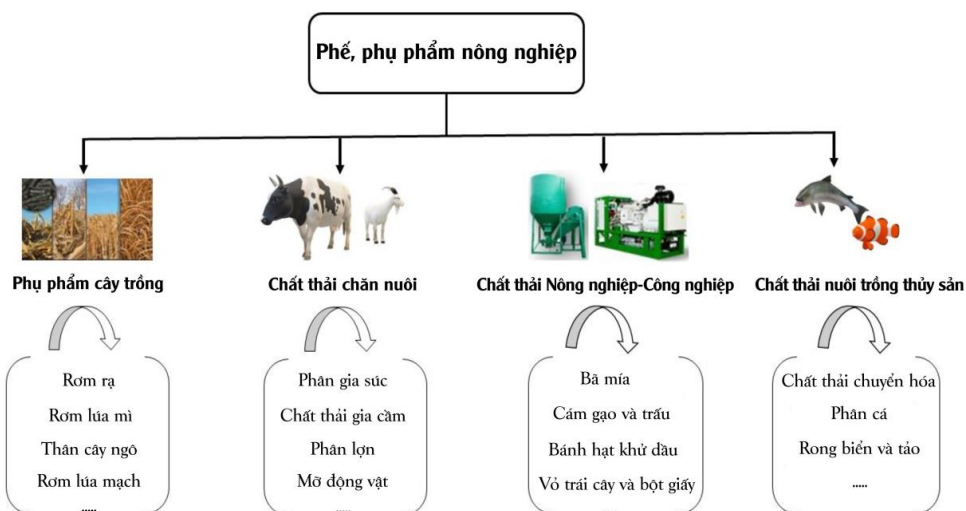 Phế, phụ phẩm nông nghiệp
Phụ phẩm cây trồng
Chất thải chăn nuôi
Chất thải Nông nghiệp-Công nghiệp
Chất thải nuôi trồng thủy sản
Rơm rạ
Rơm lúa mì
Thân cây ngô
Rơm lúa mạch
.....
Phân gia súc
Chất thải gia cầm
Phân lợn
Mỡ động vật
.....
Bã mía
Cám gạo và trấu
Bánh hạt khử dầu
Vỏ trái cây và bột giấy
.....
Chất thải chuyển hóa
Phân cá
Rong biển và tảo
.....